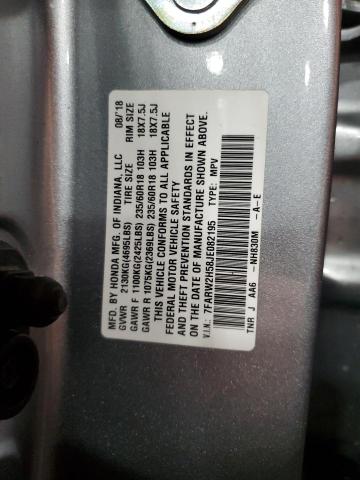 MFD. BY HONDA MFG. OF INDIANA, LLC 08/'18
GVWR 2130KG(4695LBS) TIRE SIZE RIM SIZE
GAWR F 1100KG(2425LBS) 235/60R18 103H 18X7.5J
GAWR R 1075KG(2369LBS) 235/60R18 103H 18X7.5J
THIS VEHICLE CONFORMS TO ALL APPLICABLE
FEDERAL MOTOR VEHICLE SAFETY
AND THEFT PREVENTION STANDARDS IN EFFECT
ON THE DATE OF MANUFACTURE SHOWN ABOVE.
V.I.N.: 7FARW2H58JE082195 TYPE: MPV
TNR J AA6 -NH830M -A-E